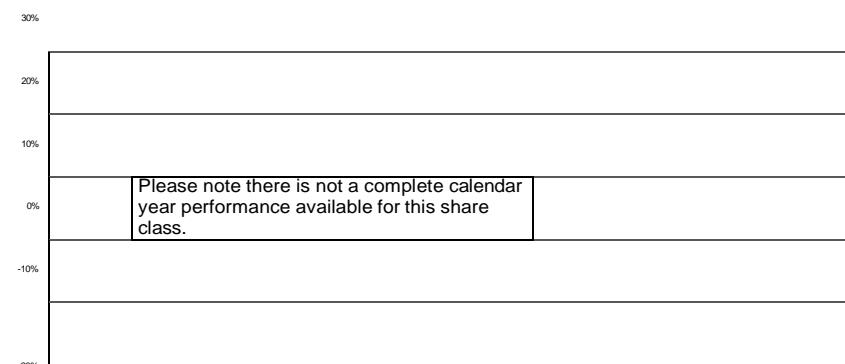 30%
20%
10%
Please note there is not a complete calendar
year performance available for this share
class.
0%
-10%